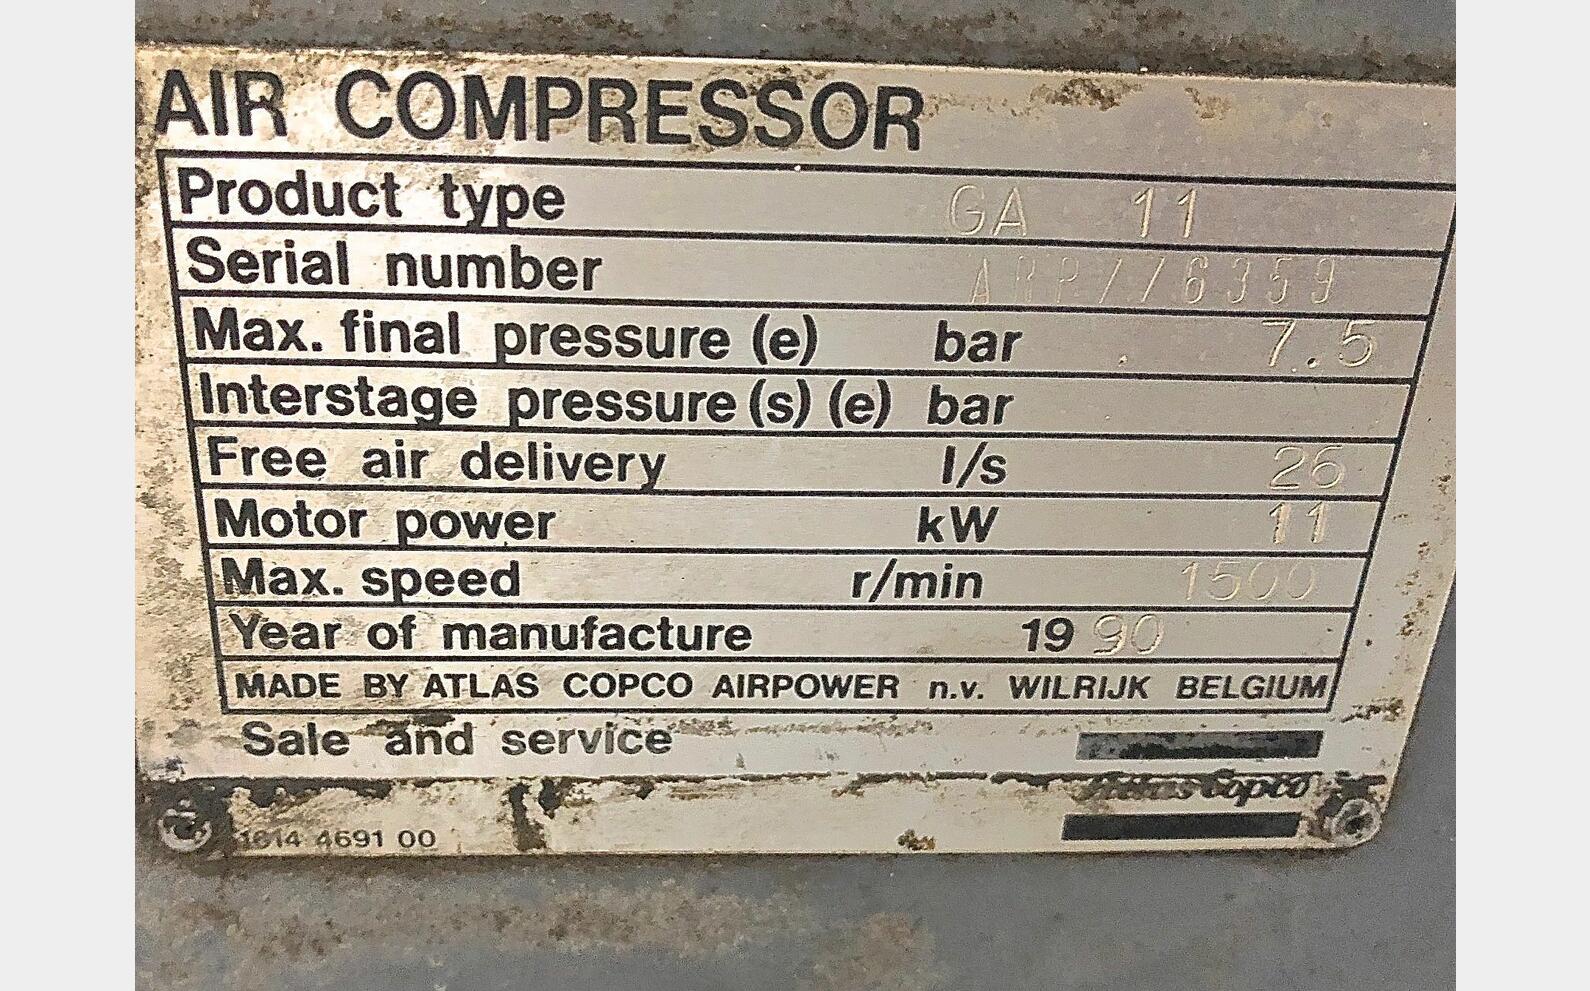 AIR COMPRESSOR
Product type GA 11
Serial number ARP776359
Max. final pressure (e) bar 7.5
Interstage pressure (s) (e) bar
Free air delivery l/s 26
Motor power kW 11
Max. speed r/min 1500
Year of manufacture 1990
MADE BY ATLAS COPCO AIRPOWER n.v. WILRIJK BELGIUM
Sale and service
Atlas Copco
1614 4691 00